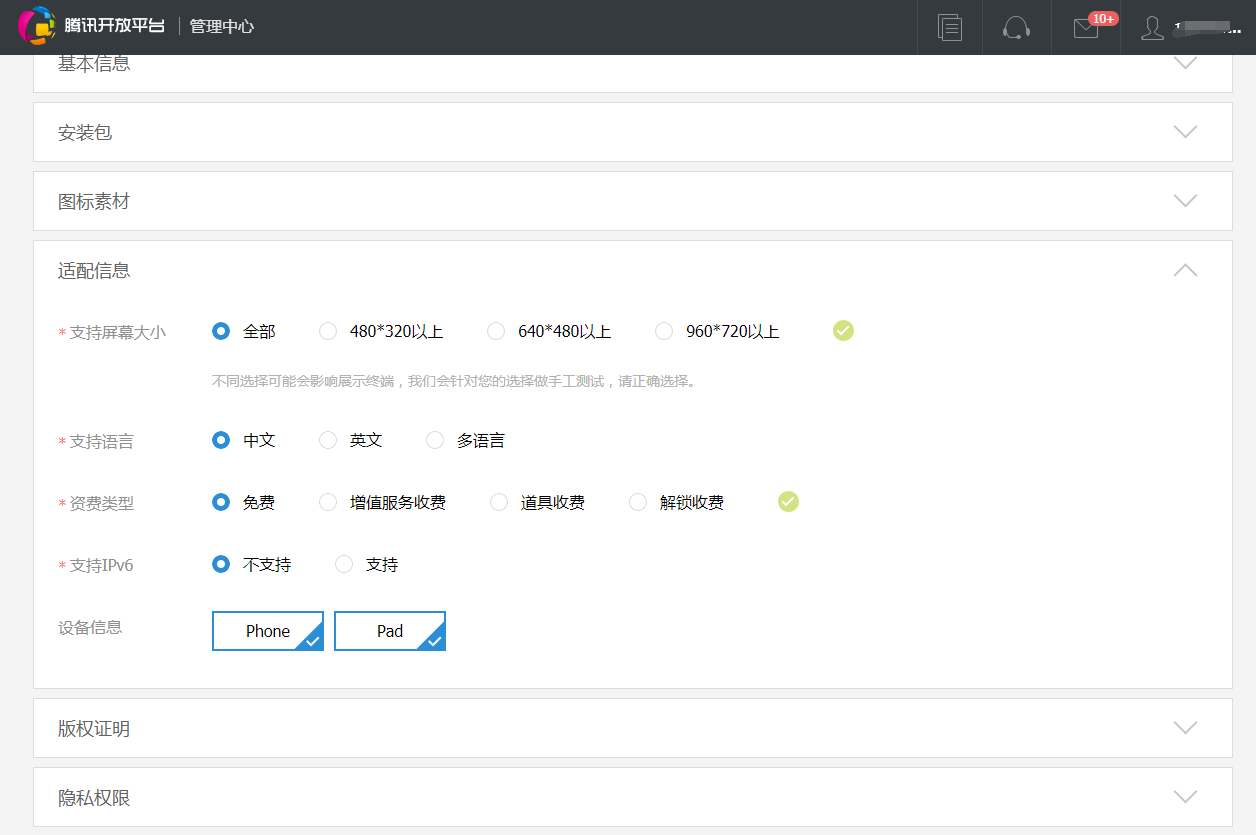 腾讯开放平台 管理中心 10+
基本信息
安装包
图标素材
适配信息
* 支持屏幕大小 全部 480*320以上 640*480以上 960*720以上
不同选择可能会影响展示终端，我们会针对您的选择做手工测试，请正确选择。
* 支持语言 中文 英文 多语言
* 资费类型 免费 增值服务收费 道具收费 解锁收费
* 支持IPv6 不支持 支持
设备信息 Phone Pad
版权证明
隐私权限